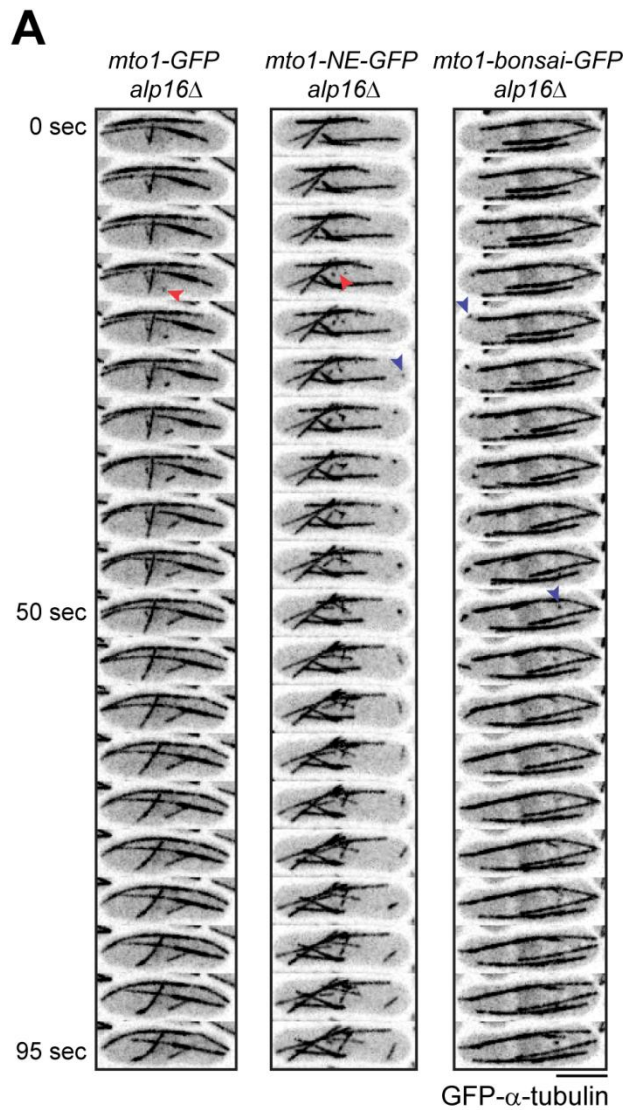 A
mto1-GFP mto1-NE-GFP mto1-bonsai-GFP
alp16Δ alp16Δ alp16Δ
0 sec
50 sec
95 sec
GFP-α-tubulin